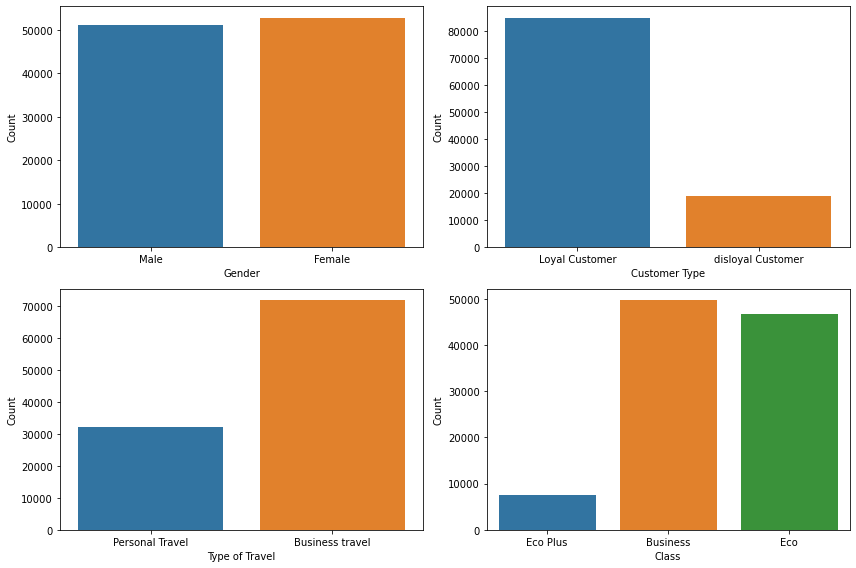 50000
40000
30000
20000
10000
0
Count
Male Female
Gender
80000
70000
60000
50000
40000
30000
20000
10000
0
Count
Loyal Customer disloyal Customer
Customer Type
70000
60000
50000
40000
30000
20000
10000
0
Count
Personal Travel Business travel
Type of Travel
50000
40000
30000
20000
10000
0
Count
Eco Plus Business Eco
Class